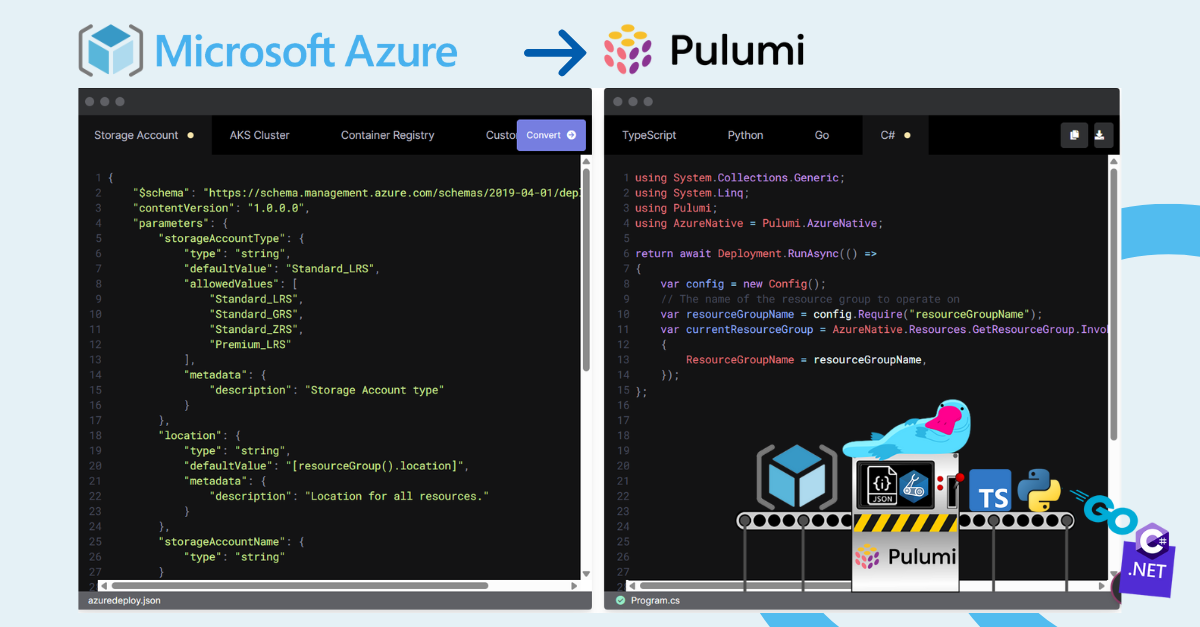 Microsoft Azure
Pulumi
Storage Account
AKS Cluster
Container Registry
Custo
Convert
1 {
2 "$schema": "https://schema.management.azure.com/schemas/2019-04-01/depl
3 "contentVersion": "1.0.0.0",
4 "parameters": {
5 "storageAccountType": {
6 "type": "string",
7 "defaultValue": "Standard_LRS",
8 "allowedValues": [
9 "Standard_LRS",
10 "Standard_GRS",
11 "Standard_ZRS",
12 "Premium_LRS"
13 ],
14 "metadata": {
15 "description": "Storage Account type"
16 }
17 },
18 "location": {
19 "type": "string",
20 "defaultValue": "[resourceGroup().location]",
21 "metadata": {
22 "description": "Location for all resources."
23 }
24 },
25 "storageAccountName": {
26 "type": "string"
27 }
azuredeploy.json
TypeScript
Python
Go
C#
1 using System.Collections.Generic;
2 using System.Linq;
3 using Pulumi;
4 using AzureNative = Pulumi.AzureNative;
5
6 return await Deployment.RunAsync(() =>
7 {
8 var config = new Config();
9 // The name of the resource group to operate on
10 var resourceGroupName = config.Require("resourceGroupName");
11 var currentResourceGroup = AzureNative.Resources.GetResourceGroup.Invo
12 {
13 ResourceGroupName = resourceGroupName,
14 });
15 };
16
17
18
19
20
21
22
23
24
25
26
27
Program.cs
{i}
JSON
TS
GO
C#
.NET
Pulumi